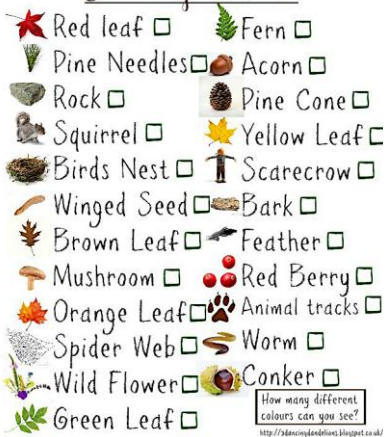 Red leaf
Fern
Pine Needles
Acorn
Rock
Pine Cone
Squirrel
Yellow Leaf
Birds Nest
Scarecrow
Winged Seed
Bark
Brown Leaf
Feather
Mushroom
Red Berry
Orange Leaf
Animal tracks
Spider Web
Worm
Wild Flower
Conker
Green Leaf
How many different
colours can you see?
http://3dancingdandelions.blogspot.co.uk/